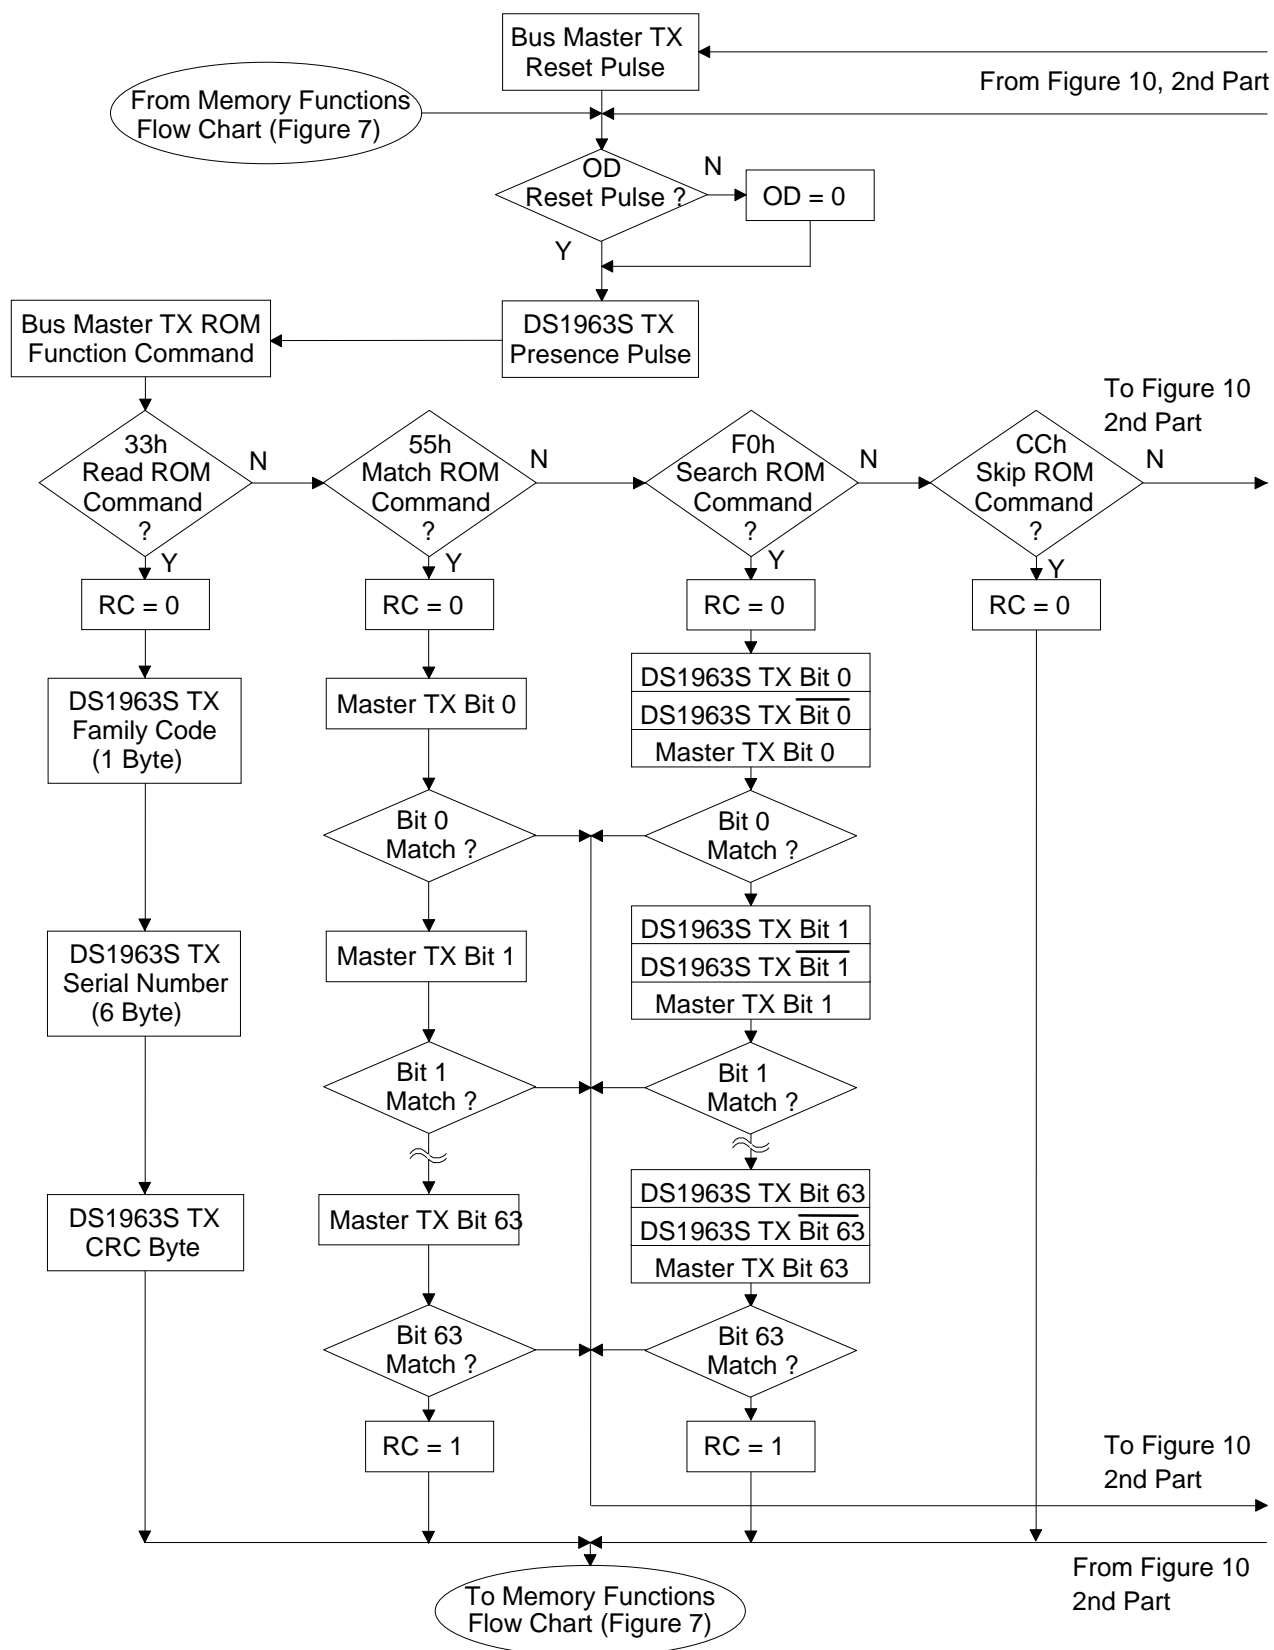 Bus Master TX
Reset Pulse
From Figure 10, 2nd Part
From Memory Functions
Flow Chart (Figure 7)
OD
Reset Pulse ?
N
OD = 0
Y
Bus Master TX ROM
Function Command
DS1963S TX
Presence Pulse
To Figure 10
2nd Part
33h
Read ROM
Command
?
N
55h
Match ROM
Command
?
N
F0h
Search ROM
Command
?
N
CCh
Skip ROM
Command
?
N
Y
Y
Y
Y
RC = 0
RC = 0
RC = 0
RC = 0
DS1963S TX
Family Code
(1 Byte)
Master TX Bit 0
DS1963S TX Bit 0
DS1963S TX B̅i̅t̅ ̅0̅
Master TX Bit 0
Bit 0
Match ?
Bit 0
Match ?
DS1963S TX
Serial Number
(6 Byte)
Master TX Bit 1
DS1963S TX Bit 1
DS1963S TX B̅i̅t̅ ̅1̅
Master TX Bit 1
Bit 1
Match ?
Bit 1
Match ?
DS1963S TX
CRC Byte
Master TX Bit 63
DS1963S TX Bit 63
DS1963S TX B̅i̅t̅ ̅6̅3̅
Master TX Bit 63
Bit 63
Match ?
Bit 63
Match ?
RC = 1
RC = 1
To Figure 10
2nd Part
From Figure 10
2nd Part
To Memory Functions
Flow Chart (Figure 7)